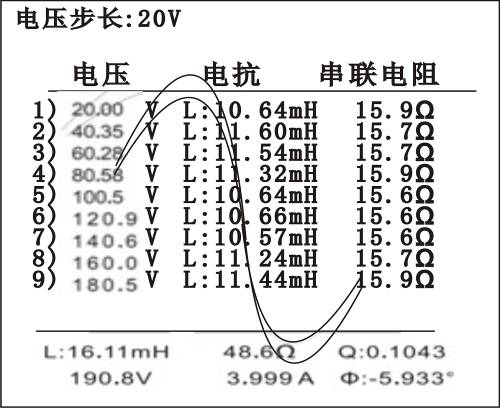 电压步长:20V
电压 电抗 串联电阻
1) 20.00 V L:10.64mH 15.9Ω
2) 40.35 V L:11.60mH 15.7Ω
3) 60.28 V L:11.54mH 15.7Ω
4) 80.58 V L:11.32mH 15.9Ω
5) 100.5 V L:10.64mH 15.6Ω
6) 120.9 V L:10.66mH 15.6Ω
7) 140.6 V L:10.57mH 15.6Ω
8) 160.0 V L:11.24mH 15.7Ω
9) 180.5 V L:11.44mH 15.9Ω
L:16.11mH 48.6Ω Q:0.1043
190.8V 3.999A Φ:-5.933°